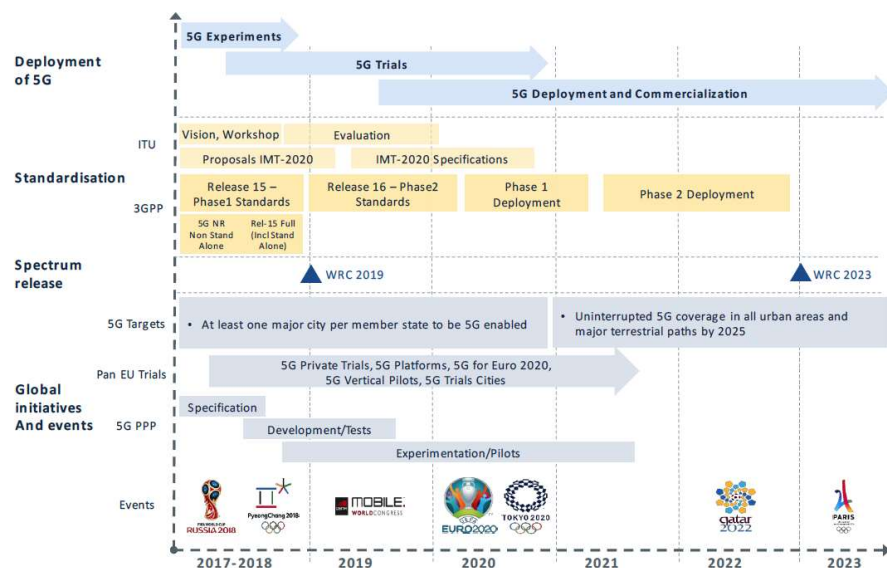 5G Experiments
Deployment
of 5G
5G Trials
5G Deployment and Commercialization
ITU
Vision, Workshop
Evaluation
Proposals IMT-2020
IMT-2020 Specifications
Standardisation
3GPP
Release 15 –
Phase1 Standards
Release 16 – Phase2
Standards
Phase 1
Deployment
Phase 2 Deployment
5G NR
Non Stand
Alone
Rel-15 Full
(Incl Stand
Alone)
Spectrum
release
WRC 2019
WRC 2023
5G Targets
• At least one major city per member state to be 5G enabled
• Uninterrupted 5G coverage in all urban areas and
major terrestrial paths by 2025
Pan EU Trials
5G Private Trials, 5G Platforms, 5G for Euro 2020,
5G Vertical Pilots, 5G Trials Cities
Global
initiatives
And events
5G PPP
Specification
Development/Tests
Experimentation/Pilots
Events
FIFA WORLD CUP
RUSSIA 2018
PyeongChang 2018
MOBILE
WORLD CONGRESS
EURO2020
TOKYO 2020
qatar
2022
PARIS
2017-2018
2019
2020
2021
2022
2023